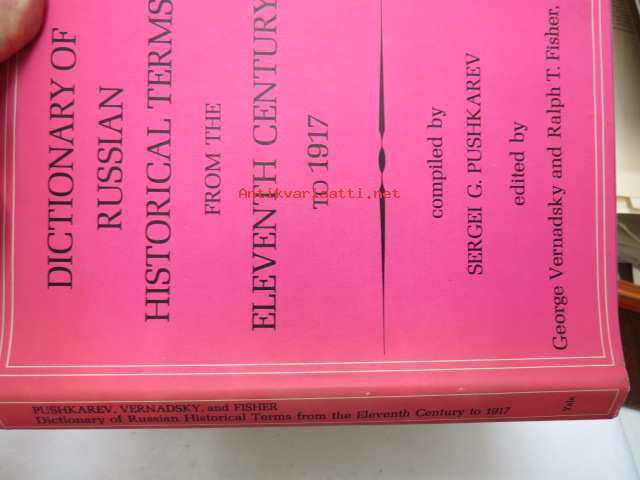 DICTIONARY OF
RUSSIAN
HISTORICAL TERMS
FROM THE
ELEVENTH CENTURY
TO 1917
compiled by
SERGEI G. PUSHKAREV
edited by
George Vernadsky and Ralph T. Fisher,
PUSHKAREV, VERNADSKY, and FISHER
Dictionary of Russian Historical Terms from the Eleventh Century to 1917
Yale
Antikvariaatti.net